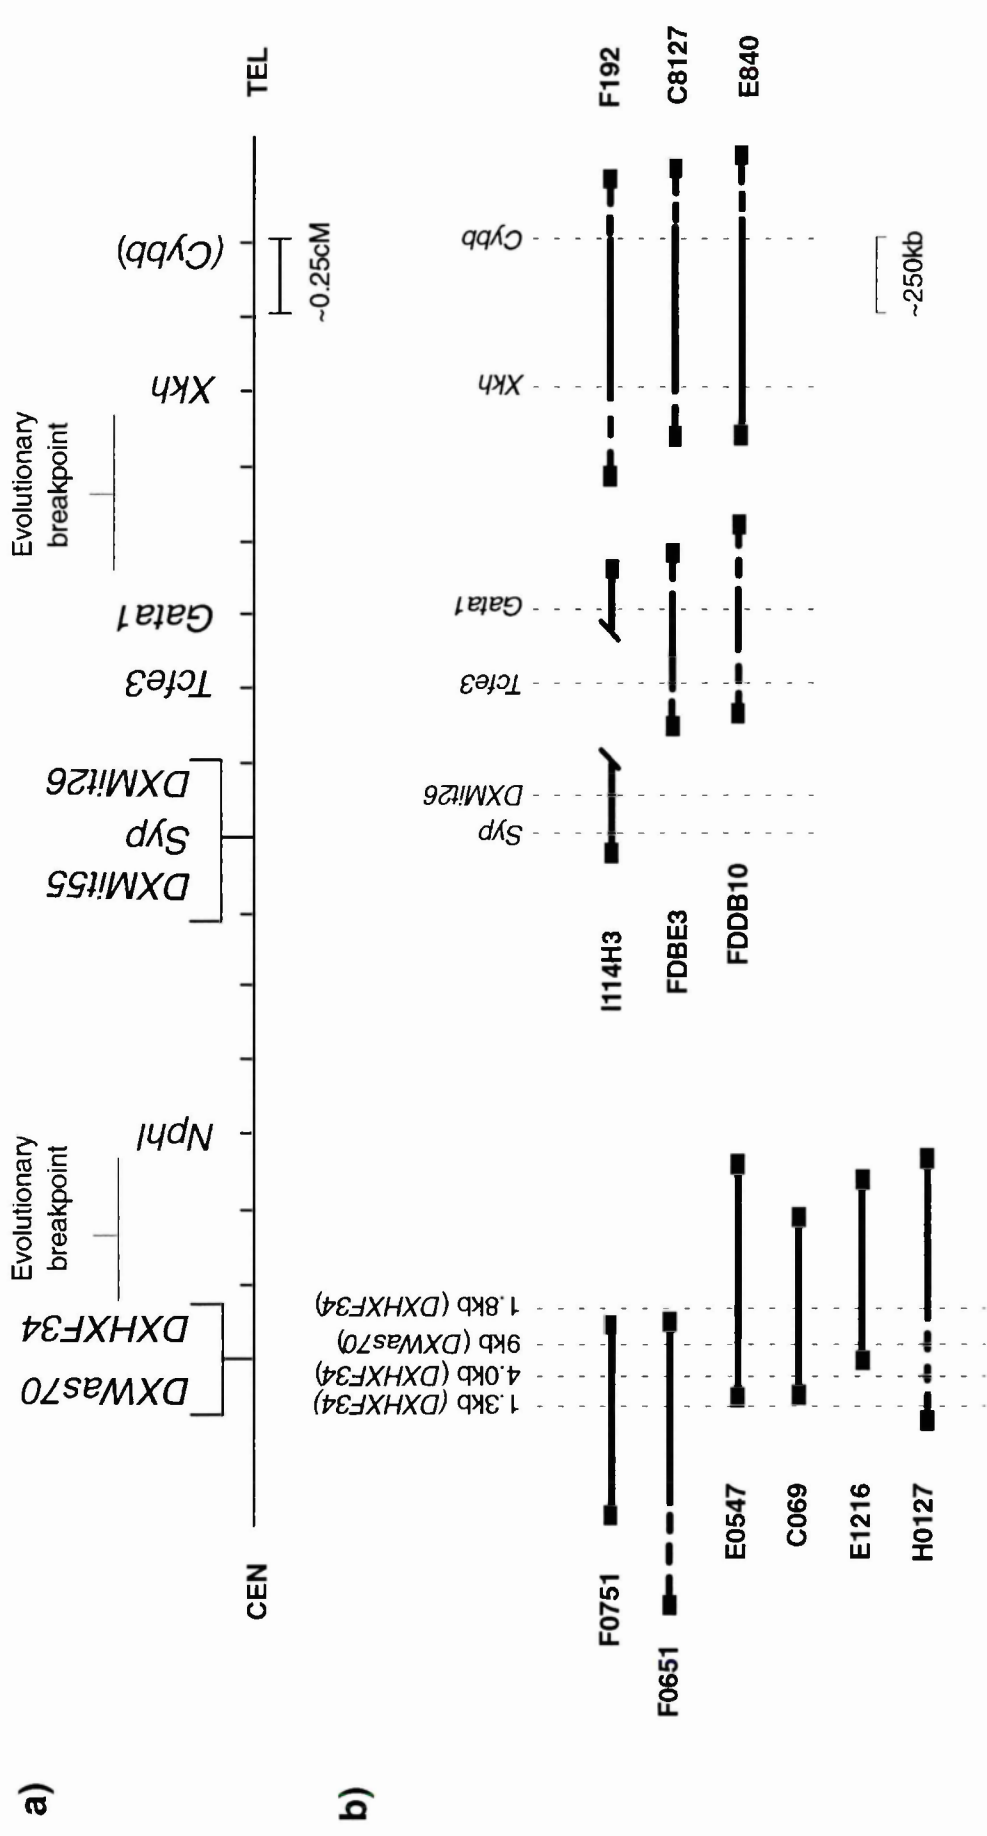 a)
Evolutionary
breakpoint
Evolutionary
breakpoint
DXWas70
DXHXF34
Nphl
DXMit55
Syp
DXMit26
Tcfe3
Gata1
Xkh
(Cybb)
CEN
TEL
~0.25cM
b)
1.3kb (DXHXF34)
4.0kb (DXHXF34)
9kb (DXWas70)
1.8kb (DXHXF34)
Syp
DXMit26
Tcfe3
Gata1
Xkh
Cybb
F0751
I114H3
F192
F0651
FDBE3
C8127
E0547
FDDB10
E840
C069
E1216
H0127
~250kb